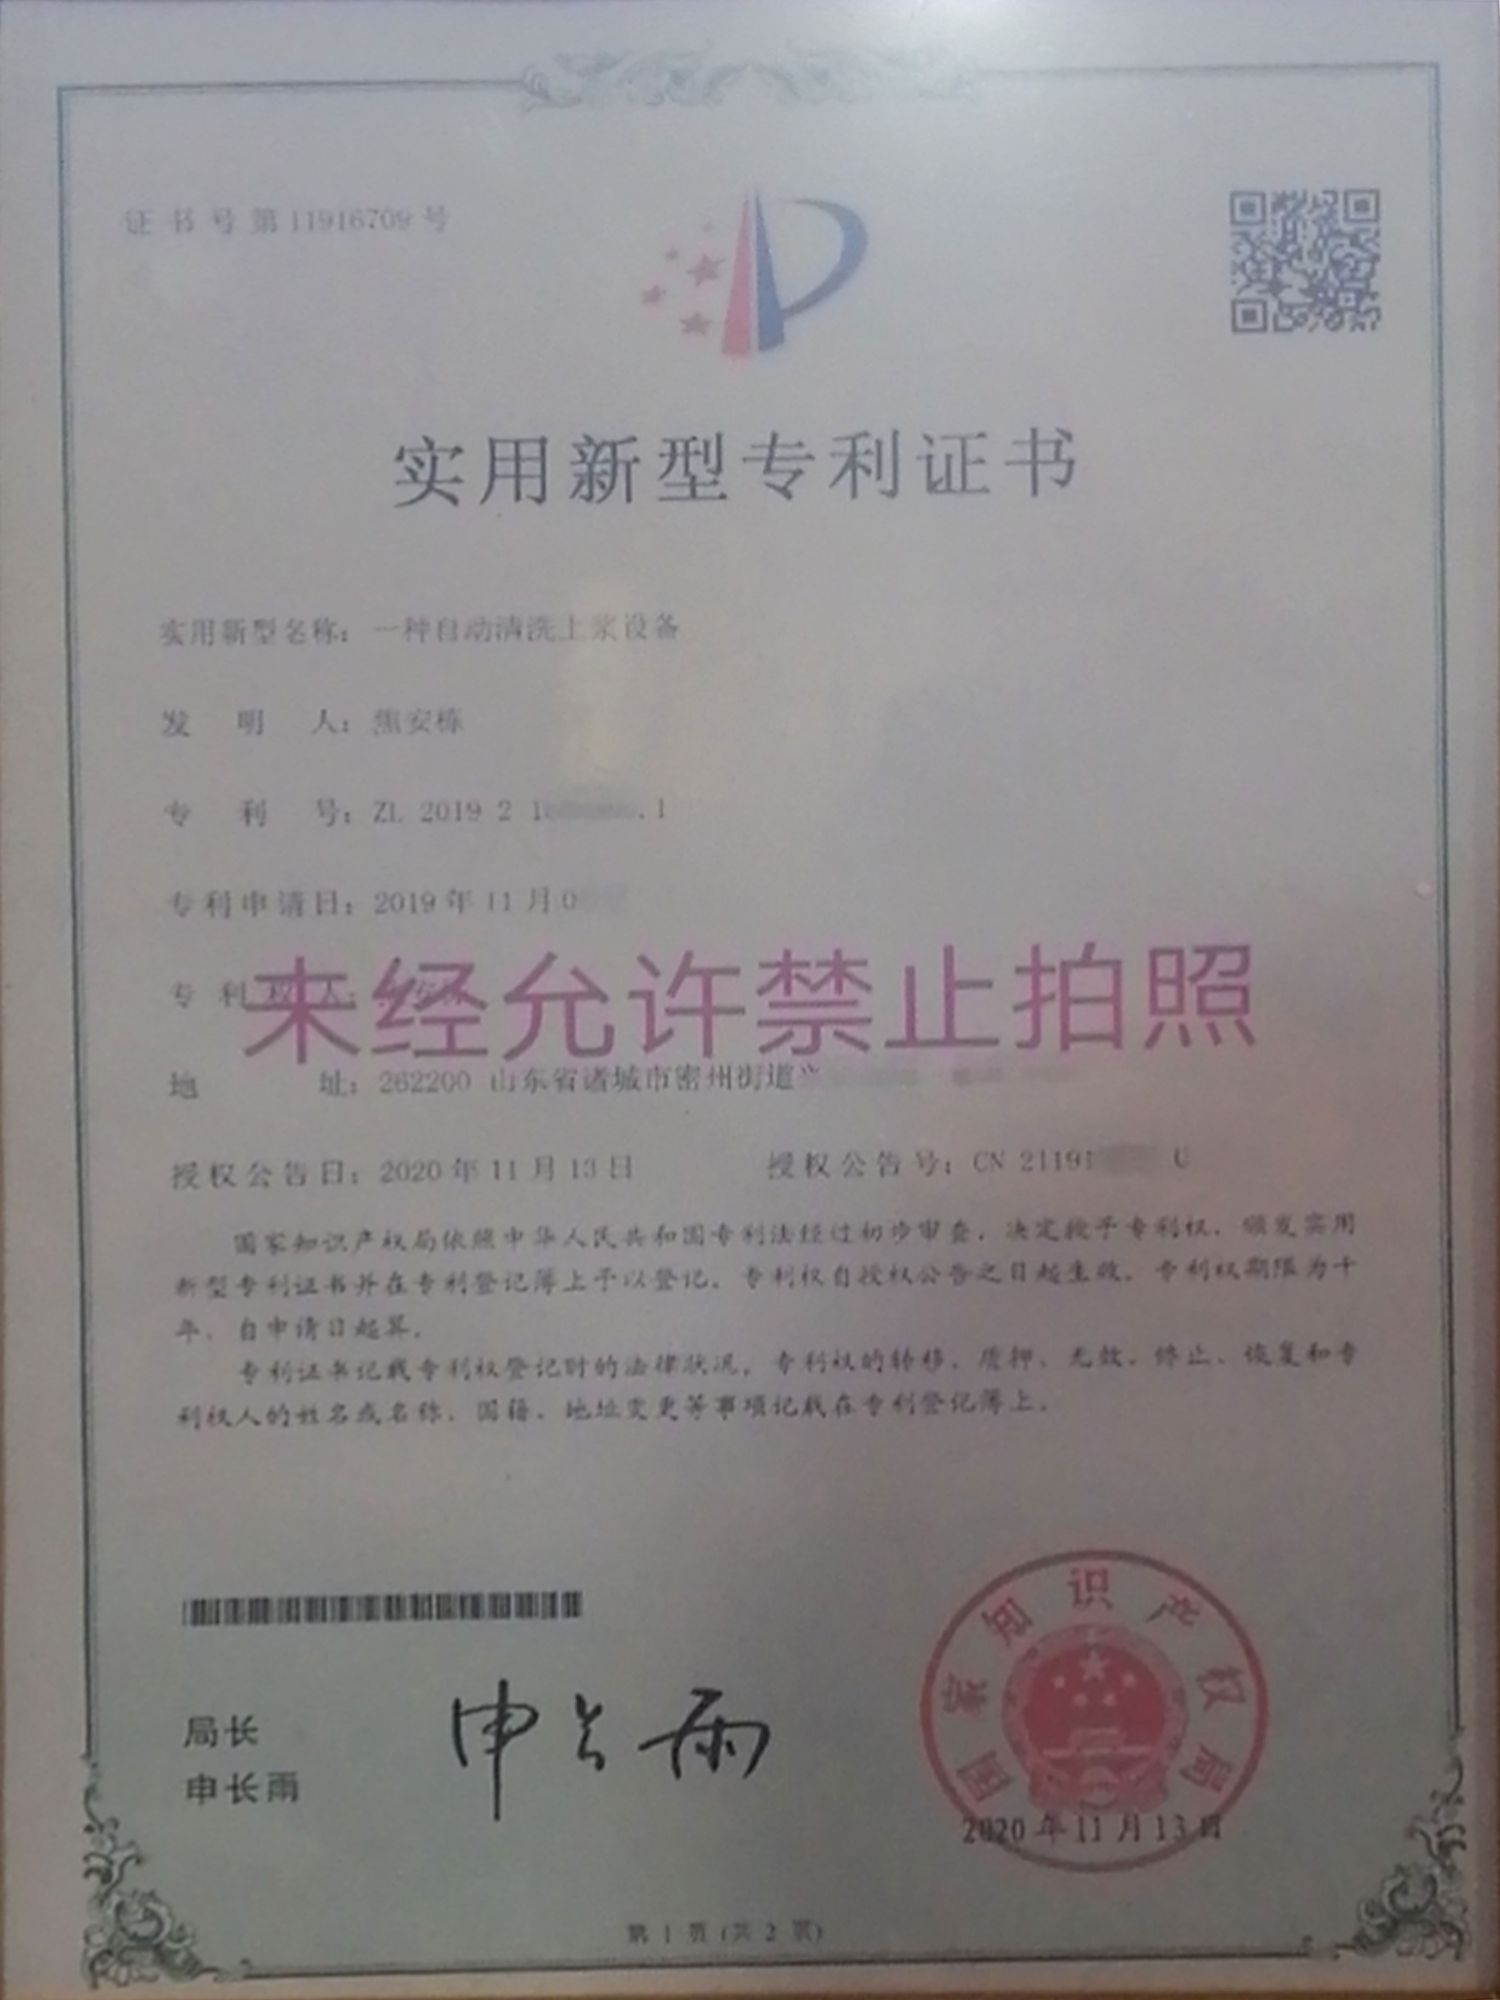 证书号第11916709号
实用新型专利证书
实用新型名称：一种自动清洗上浆设备
发明人：焦安栋
专利号：ZL 2019 2 1 .1
专利申请日：2019年11月0
专利权人：
未经允许禁止拍照
地址：262200 山东省诸城市密州街道
授权公告日：2020年11月13日 授权公告号：CN 21191 U
国家知识产权局依照中华人民共和国专利法经过初步审查，决定授予专利权，颁发实用
新型专利证书并在专利登记簿上予以登记。专利权自授权公告之日起生效。专利权期限为十
年，自申请日起算。
专利证书记载专利权登记时的法律状况。专利权的转移、质押、无效、终止、恢复和专
利权人的姓名或名称、国籍、地址变更等事项记载在专利登记簿上。
局长
申长雨
申长雨
国家知识产权局
2020年11月13日
第 1 页 (共 2 页)